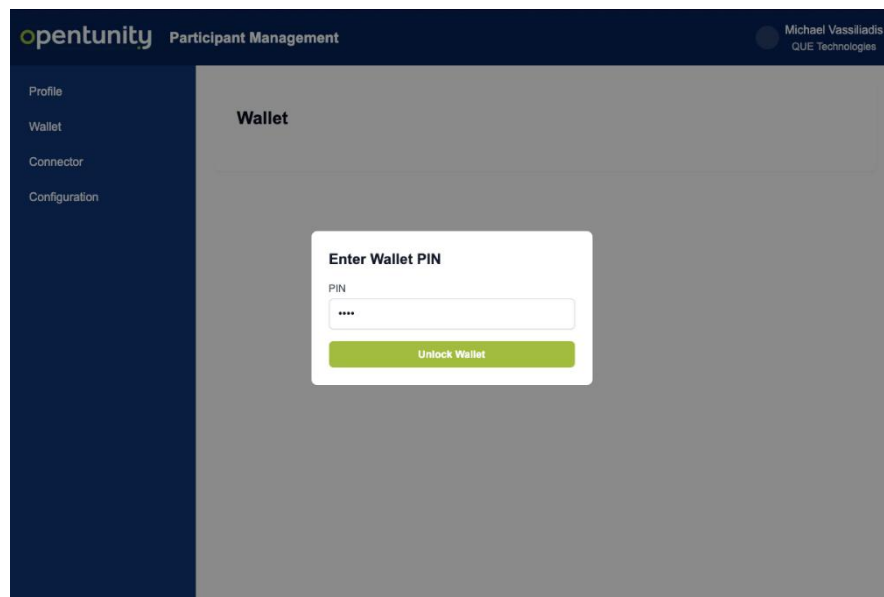 opentunity Participant Management
Michael Vassiliadis
QUE Technologies
Profile
Wallet
Connector
Configuration
Wallet
Enter Wallet PIN
PIN
••••
Unlock Wallet